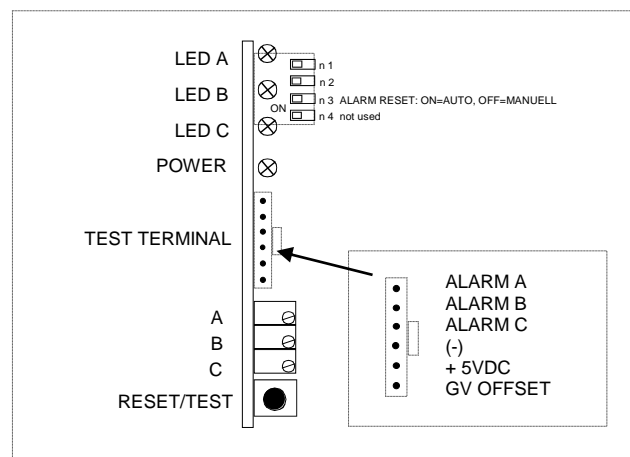 LED A
n 1
n 2
LED B
ON
n 3 ALARM RESET: ON=AUTO, OFF=MANUELL
n 4 not used
LED C
POWER
TEST TERMINAL
ALARM A
ALARM B
ALARM C
(-)
+ 5VDC
GV OFFSET
A
B
C
RESET/TEST